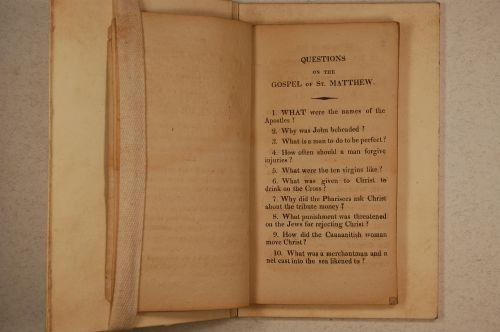 QUESTIONS
ON THE
GOSPEL OF ST. MATTHEW.
1. WHAT were the names of the
Apostles?
2. Why was John beheaded?
3. What is a man to do to be perfect?
4. How often should a man forgive
injuries?
5. What were the ten virgins like?
6. What was given to Christ to
drink on the Cross?
7. Why did the Pharisees ask Christ
about the tribute money?
8. What punishment was threatened
on the Jews for rejecting Christ?
9. How did the Canaanitish woman
move Christ?
10. What was a merchantman and a
net cast into the sea likened to?